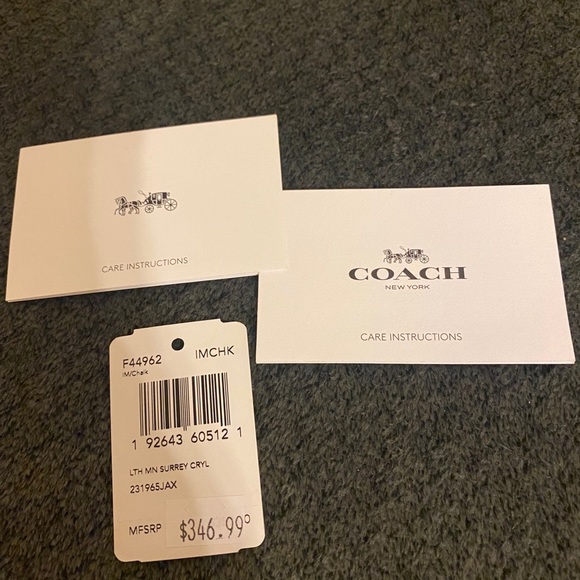 CARE INSTRUCTIONS
COACH
NEW YORK
CARE INSTRUCTIONS
F44962 IMCHK
IM/Chalk
1 92643 60512 1
LTH MN SURREY CRYL
231965JAX
MFSRP $346.99°